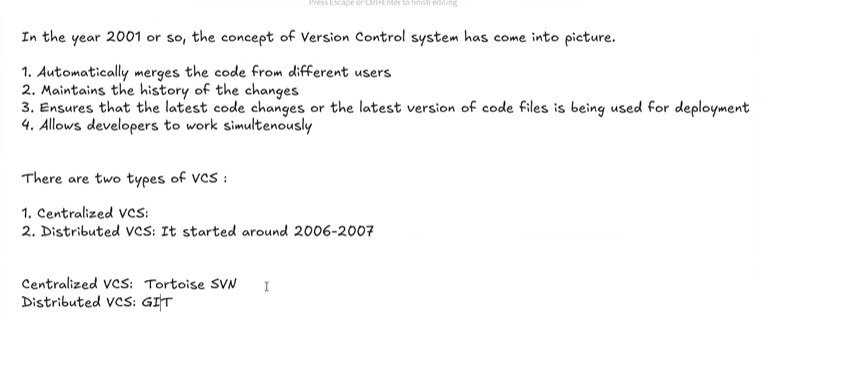 Press Escape or Ctrl+Enter to finish editing
In the year 2001 or so, the concept of Version Control system has come into picture.
1. Automatically merges the code from different users
2. Maintains the history of the changes
3. Ensures that the latest code changes or the latest version of code files is being used for deployment
4. Allows developers to work simultenously
There are two types of VCS :
1. Centralized VCS:
2. Distributed VCS: It started around 2006-2007
Centralized VCS: Tortoise SVN
Distributed VCS: GIT